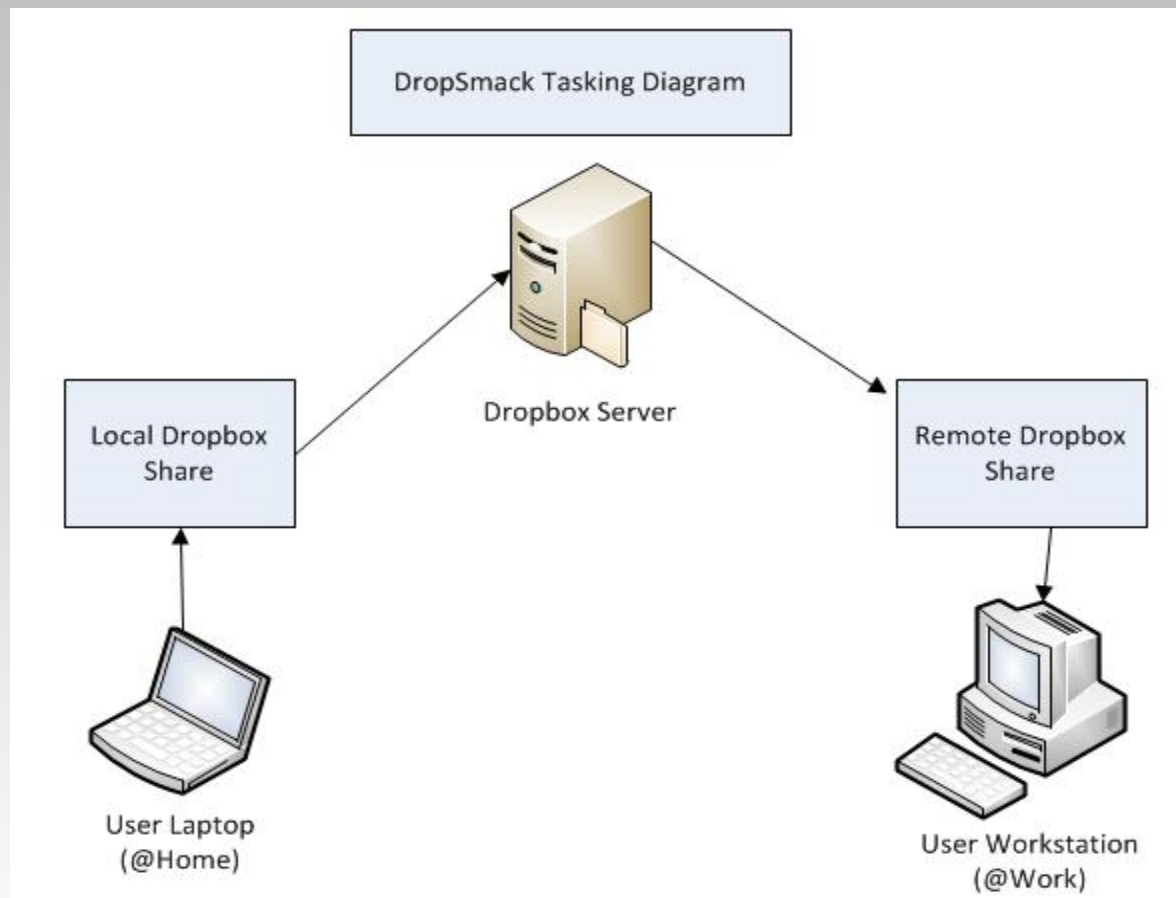 DropSmack Tasking Diagram
Dropbox Server
Local Dropbox
Share
Remote Dropbox
Share
User Laptop
(@Home)
User Workstation
(@Work)